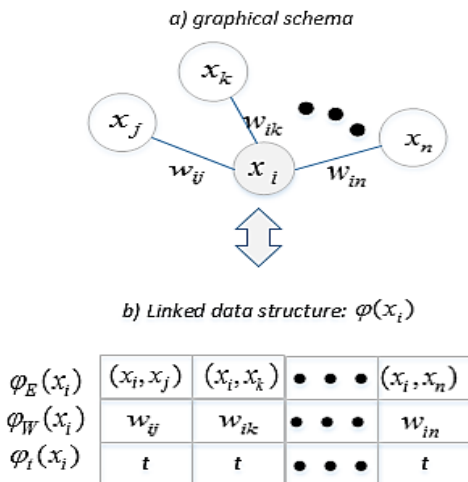 a) graphical schema
x_k
x_j
w_ik
x_n
w_ij
x_i
w_in
b) Linked data structure: φ(x_i)
φ_E(x_i) (x_i, x_j) (x_i, x_k) • • • (x_i, x_n)
φ_W(x_i) w_ij w_ik • • • w_in
φ_t(x_i) t t • • • t